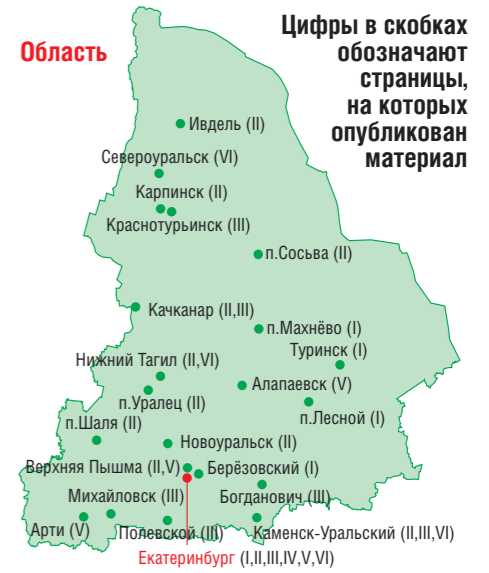 Цифры в скобках
обозначают
страницы,
на которых
опубликован
материал
Область
Ивдель (II)
Североуральск (VI)
Карпинск (II)
Краснотурьинск (III)
п.Сосьва (II)
Качканар (II,III)
п.Махнёво (I)
Туринск (I)
Нижний Тагил (II,VI)
Алапаевск (V)
п.Уралец (II)
п.Лесной (I)
п.Шаля (II)
Новоуральск (II)
Верхняя Пышма (II,V)
Берёзовский (I)
Михайловск (III)
Богданович (III)
Арти (V)
Полевской (III)
Каменск-Уральский (II,III,VI)
Екатеринбург (I,II,III,IV,V,VI)